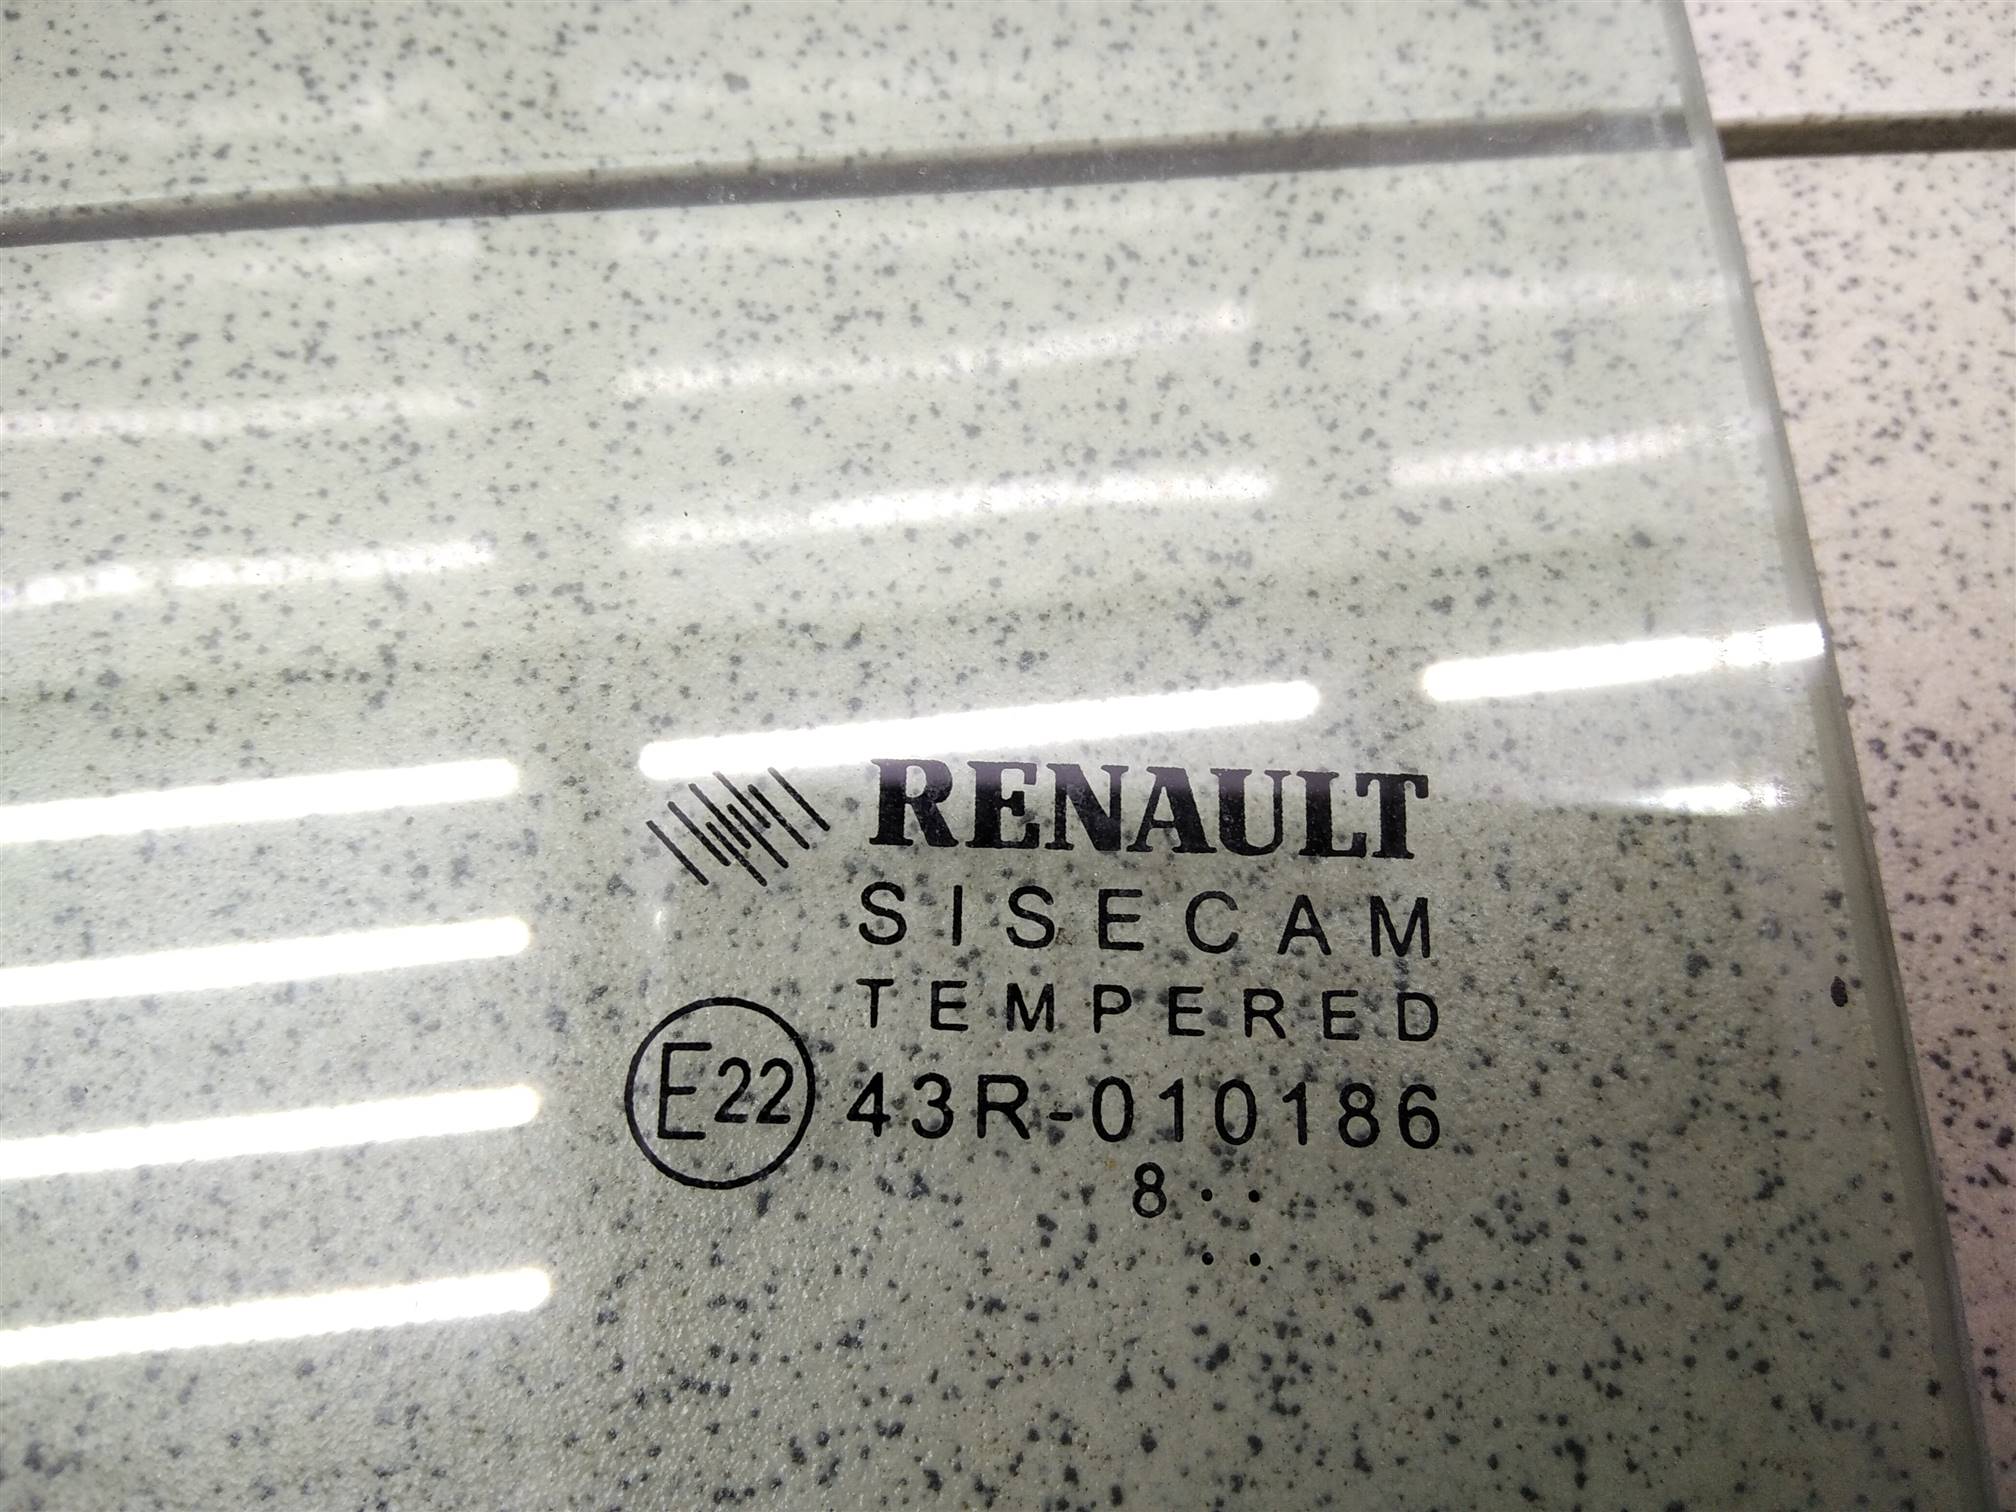 RENAULT
SISECAM
TEMPERED
E22 43R-010186
8 . .
. .